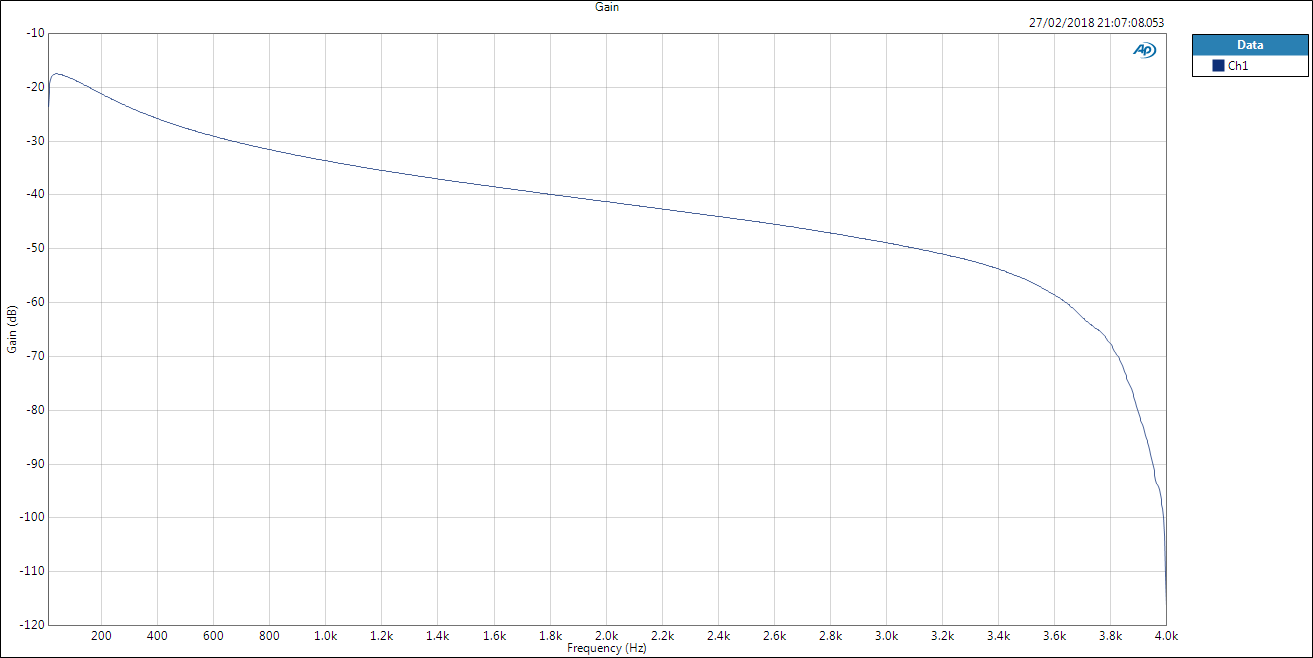 Gain
27/02/2018 21:07:08.053
AP
Data
Ch1
Gain (dB)
-10
-20
-30
-40
-50
-60
-70
-80
-90
-100
-110
-120
200 400 600 800 1.0k 1.2k 1.4k 1.6k 1.8k 2.0k 2.2k 2.4k 2.6k 2.8k 3.0k 3.2k 3.4k 3.6k 3.8k 4.0k
Frequency (Hz)